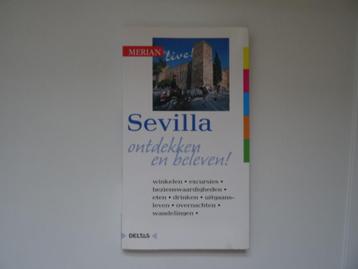 MERIAN live!
Sevilla
ontdekken
en beleven!
winkelen • excursies •
bezienswaardigheden •
eten • drinken • uitgaans-
leven • overnachten •
wandelingen •
DELTAS